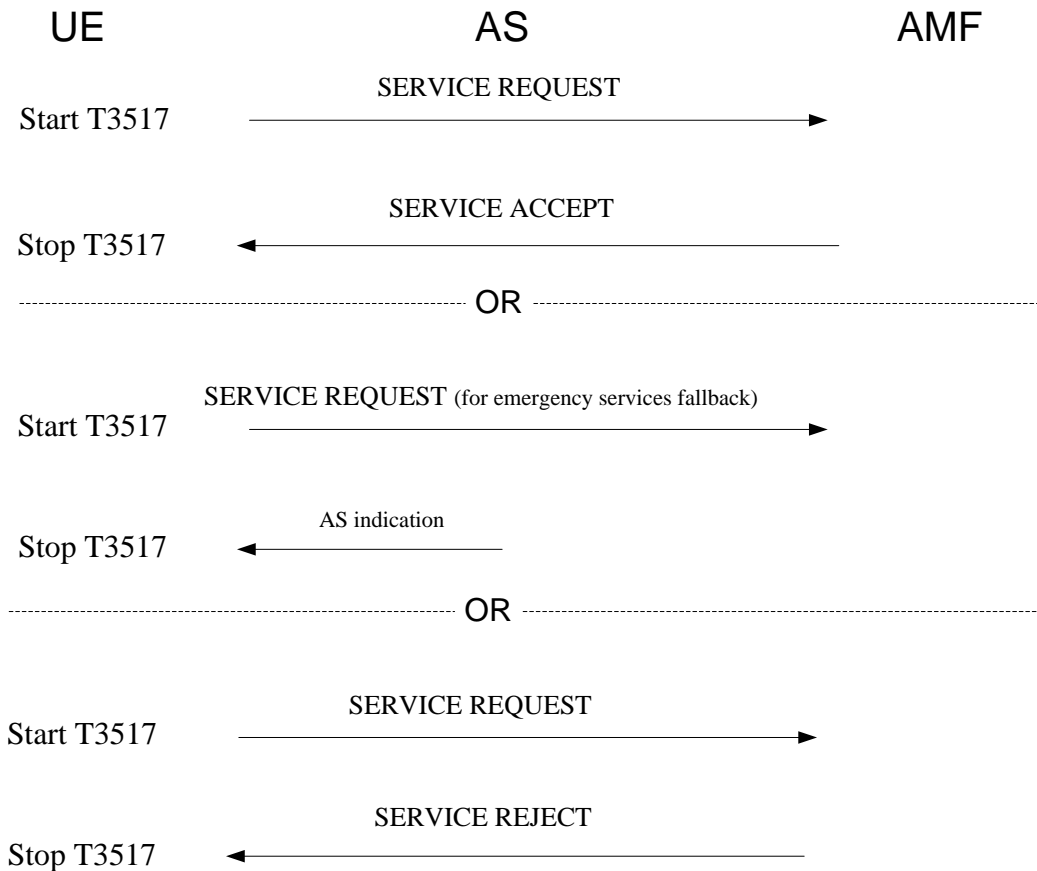 UE AS AMF
SERVICE REQUEST
Start T3517
SERVICE ACCEPT
Stop T3517
OR
SERVICE REQUEST (for emergency services fallback)
Start T3517
AS indication
Stop T3517
OR
SERVICE REQUEST
Start T3517
SERVICE REJECT
Stop T3517